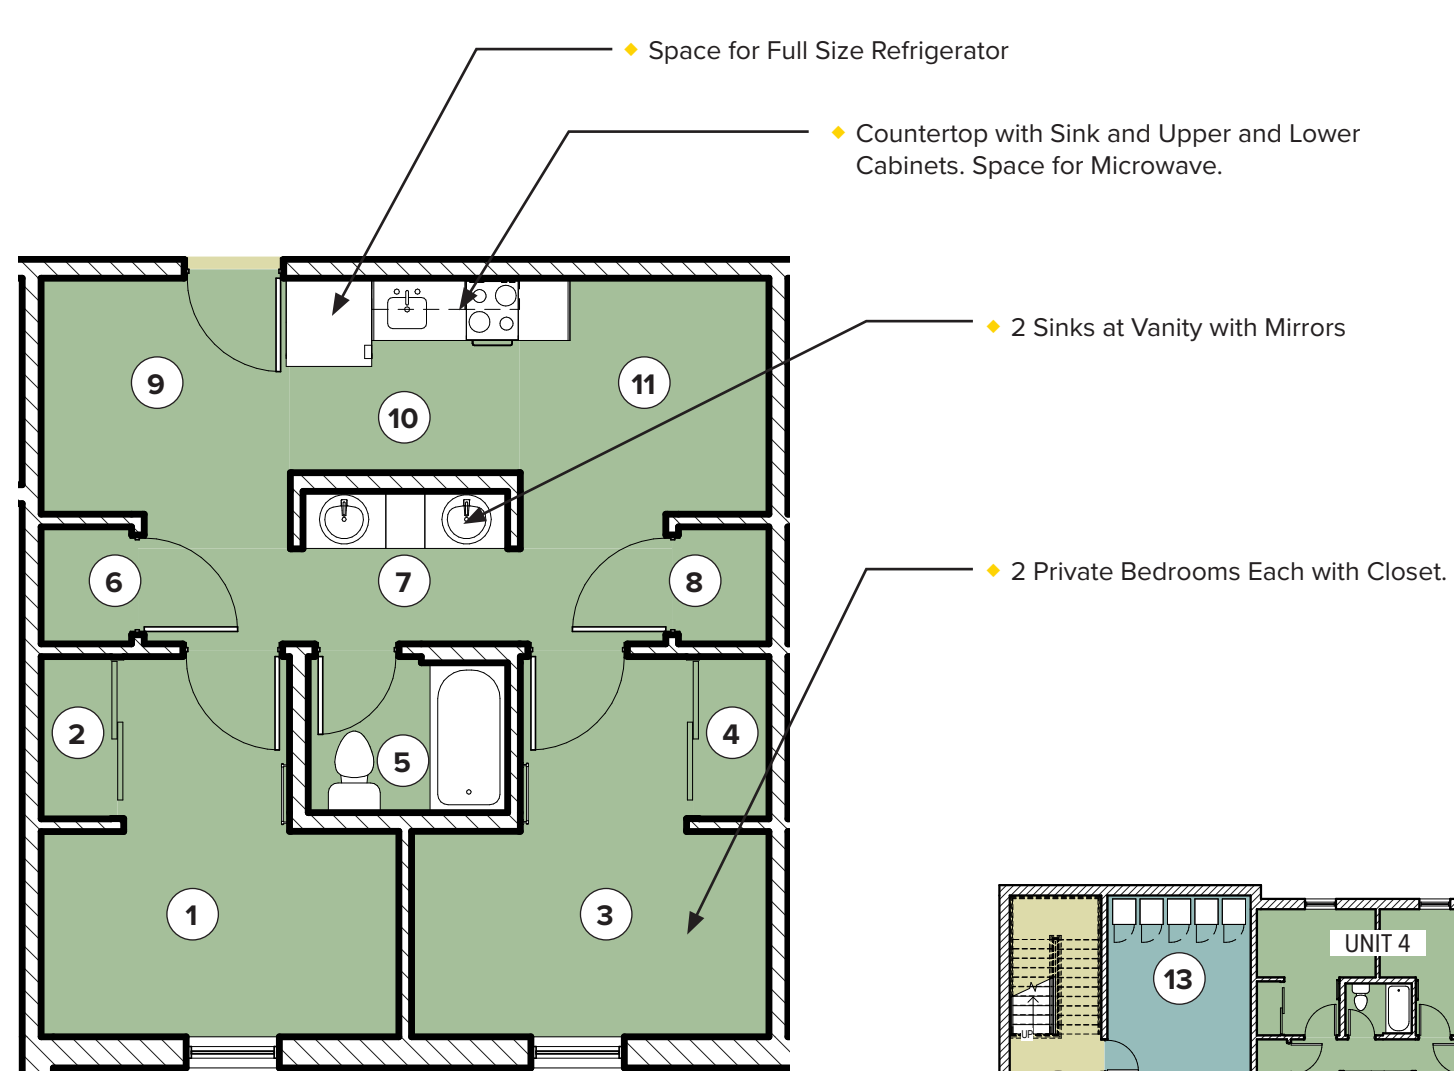 Space for Full Size Refrigerator
Countertop with Sink and Upper and Lower
Cabinets. Space for Microwave.
2 Sinks at Vanity with Mirrors
2 Private Bedrooms Each with Closet.
9
10
11
6
7
8
2
5
4
1
3
UNIT 4
13
UP